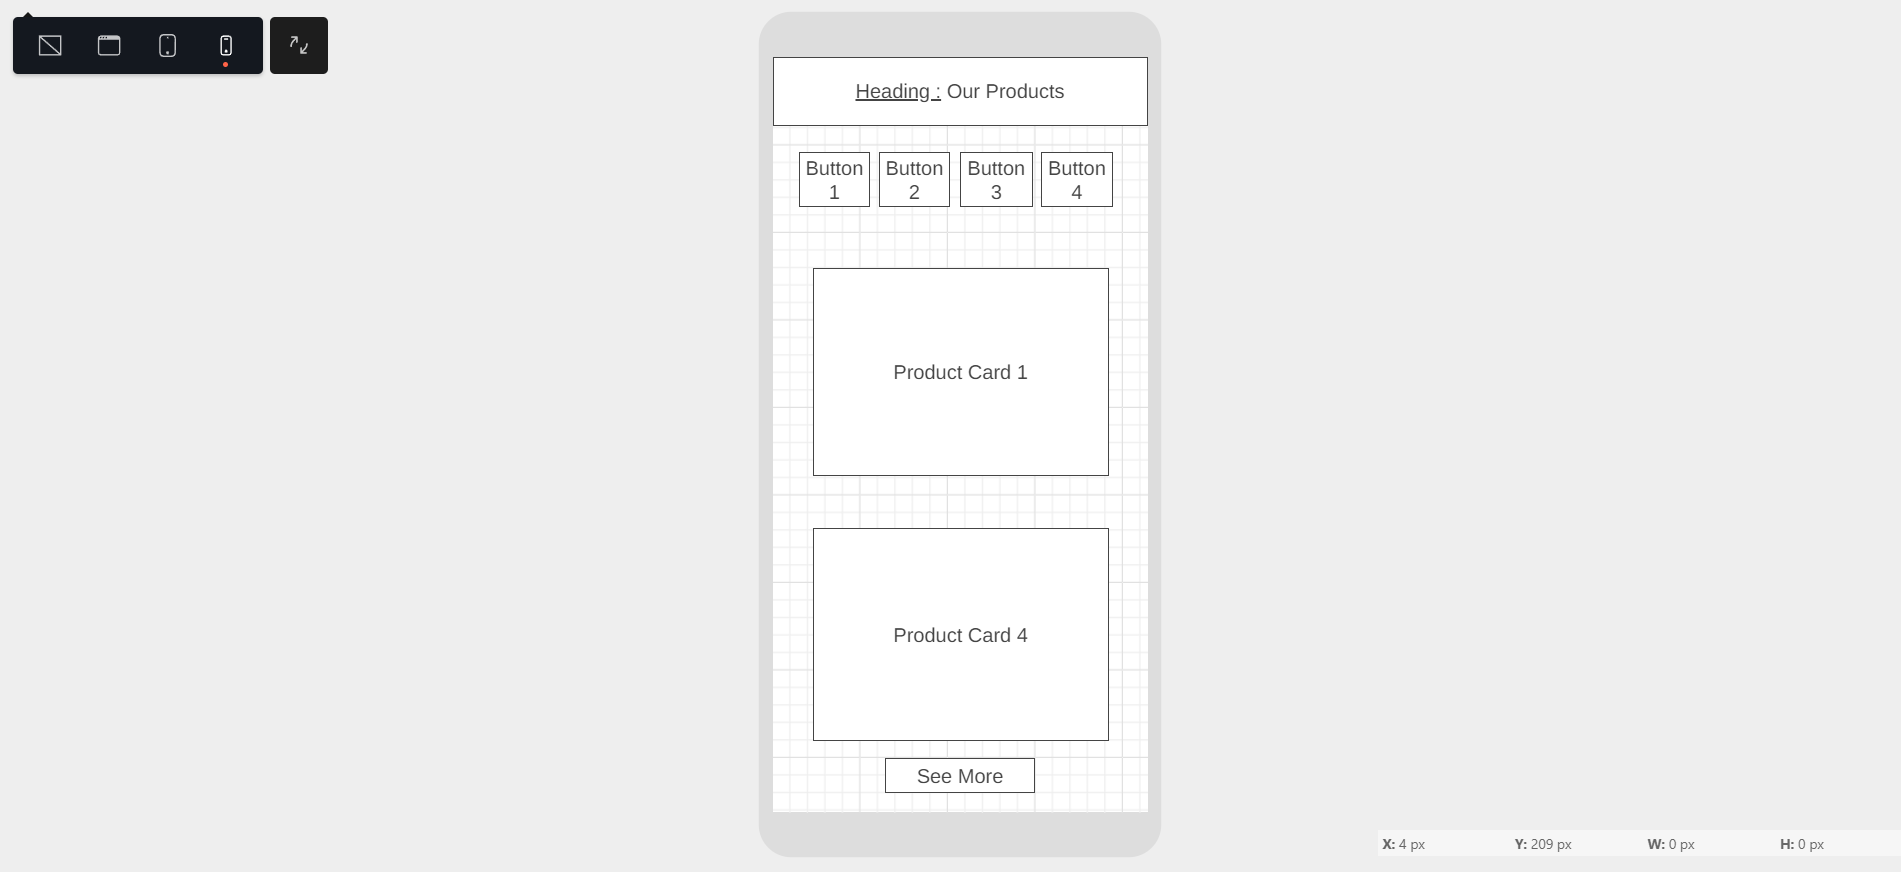 Heading : Our Products
Button Button Button Button
1 2 3 4
Product Card 1
Product Card 4
See More
X: 4 px Y: 209 px W: 0 px H: 0 px